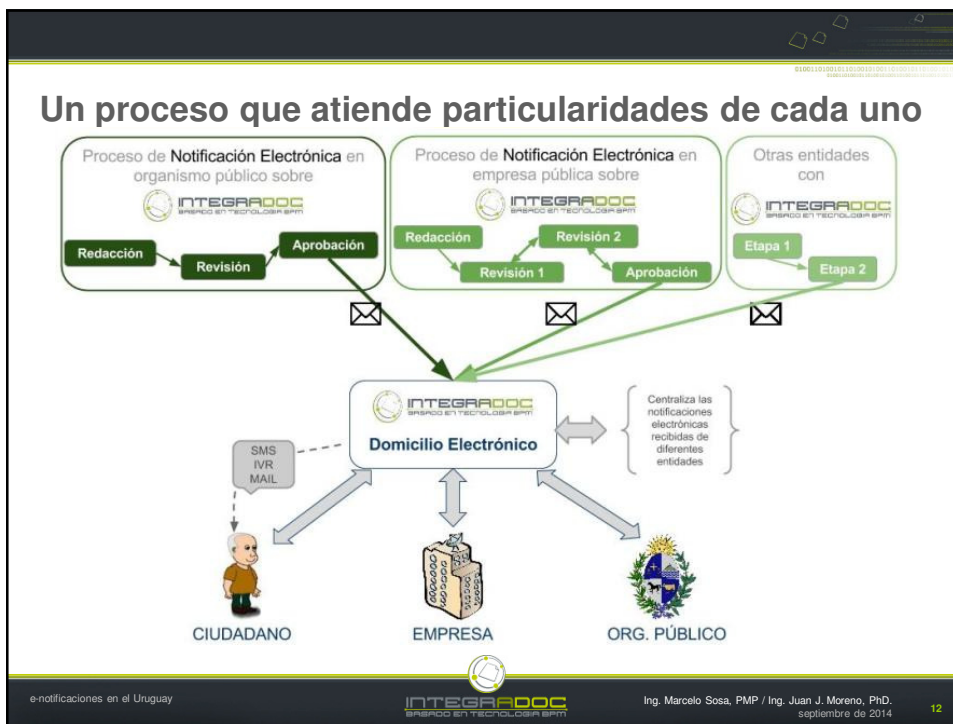 Un proceso que atiende particularidades de cada uno
Proceso de Notificación Electrónica en
organismo público sobre
INTEGRADOC
BASADO EN TECNOLOGIA BPM
Redacción
Revisión
Aprobación
Proceso de Notificación Electrónica en
empresa pública sobre
INTEGRADOC
BASADO EN TECNOLOGIA BPM
Redacción
Revisión 1
Revisión 2
Aprobación
Otras entidades
con
INTEGRADOC
BASADO EN TECNOLOGIA BPM
Etapa 1
Etapa 2
INTEGRADOC
BASADO EN TECNOLOGIA BPM
Domicilio Electrónico
Centraliza las
notificaciones
electrónicas
recibidas de
diferentes
entidades
SMS
IVR
MAIL
CIUDADANO
EMPRESA
ORG. PÚBLICO
e-notificaciones en el Uruguay
INTEGRADOC
BASADO EN TECNOLOGIA BPM
Ing. Marcelo Sosa, PMP / Ing. Juan J. Moreno, PhD.
septiembre de 2014
12